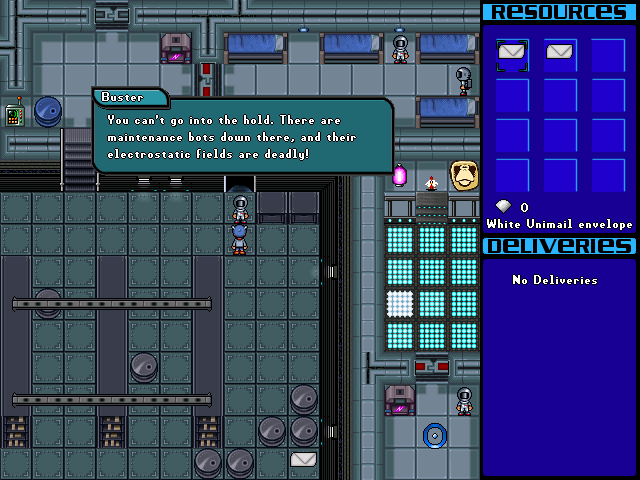 RESOURCES
Buster
You can't go into the hold. There are
maintenance bots down there, and their
electrostatic fields are deadly!
0
White Unimail envelope
DELIVERIES
No Deliveries